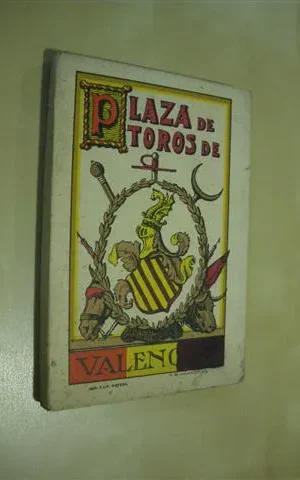 PLAZA DE
TOROS DE
VALENC